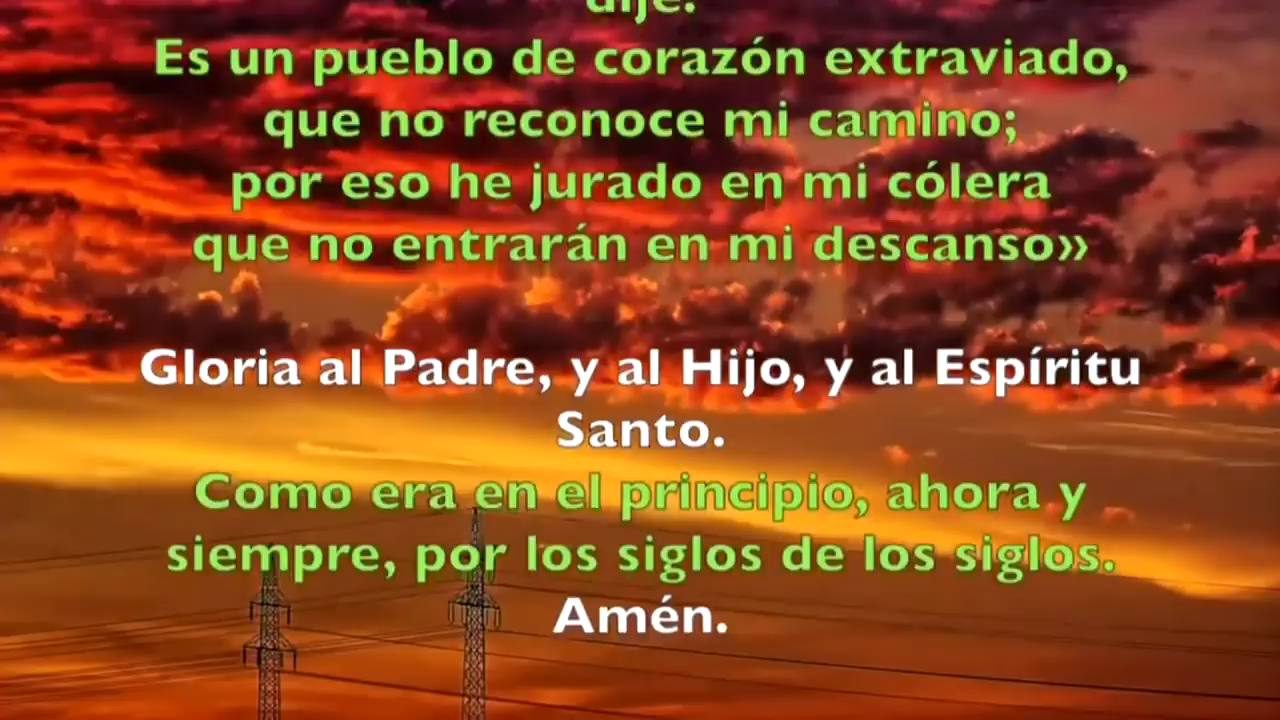 dije:
Es un pueblo de corazón extraviado,
que no reconoce mi camino;
por eso he jurado en mi cólera
que no entrarán en mi descanso»
Gloria al Padre, y al Hijo, y al Espíritu
Santo.
Como era en el principio, ahora y
siempre, por los siglos de los siglos.
Amén.